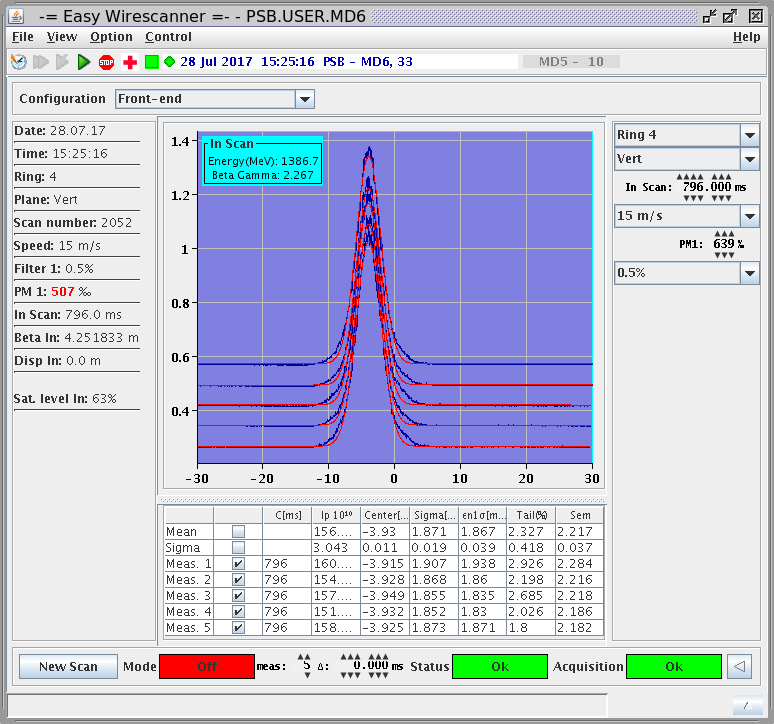 -= Easy Wirescanner =- - PSB.USER.MD6
File View Option Control Help
STOP 28 Jul 2017 15:25:16 PSB - MD6, 33 MD5 - 10
Configuration Front-end
Date: 28.07.17
Time: 15:25:16
Ring: 4
Plane: Vert
Scan number: 2052
Speed: 15 m/s
Filter 1: 0.5%
PM 1: 507 ‰
In Scan: 796.0 ms
Beta In: 4.251833 m
Disp In: 0.0 m
Sat. level In: 63%
In Scan
Energy(MeV): 1386.7
Beta Gamma: 2.267
1.4
1.2
1
0.8
0.6
0.4
-30 -20 -10 0 10 20 30
Ring 4
Vert
In Scan: 796.000 ms
15 m/s
PM1: 639 ‰
0.5%
C[ms] Ip 10¹⁰ Center[... Sigma[... εn1σ[m... Tail(%) Sem
Mean 156.... -3.93 1.871 1.867 2.327 2.217
Sigma 3.043 0.011 0.019 0.039 0.418 0.037
Meas. 1 796 160.... -3.915 1.907 1.938 2.926 2.284
Meas. 2 796 154.... -3.928 1.868 1.86 2.198 2.216
Meas. 3 796 157.... -3.949 1.855 1.835 2.685 2.218
Meas. 4 796 151.... -3.932 1.852 1.83 2.026 2.186
Meas. 5 796 158.... -3.925 1.873 1.871 1.8 2.182
New Scan Mode Off meas: 5 Δ: 0.000 ms Status Ok Acquisition Ok